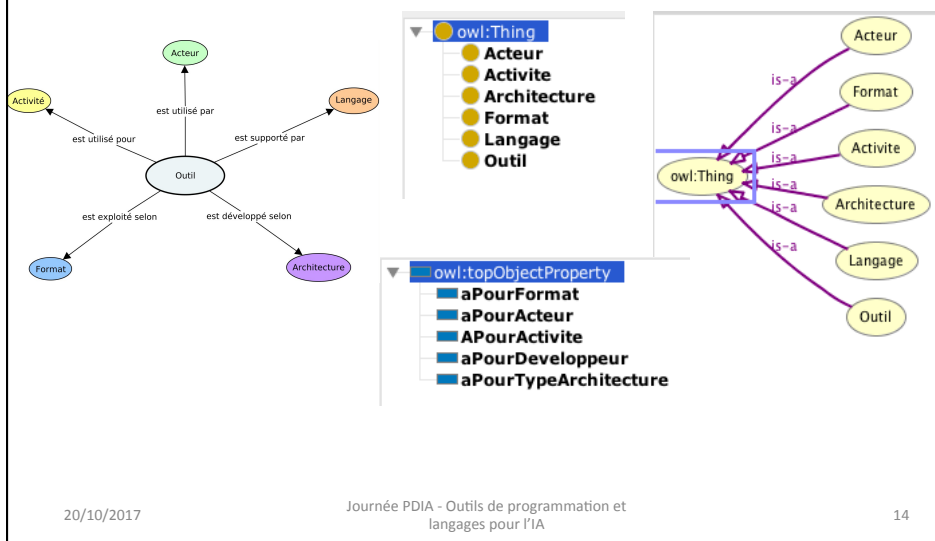 Acteur
Activité
Langage
est utilisé par
est utilisé pour
est supporté par
Outil
est exploité selon
est développé selon
Format
Architecture
owl:Thing
Acteur
Activite
Architecture
Format
Langage
Outil
owl:topObjectProperty
aPourFormat
aPourActeur
APourActivite
aPourDeveloppeur
aPourTypeArchitecture
Acteur
is-a
Format
is-a
Activite
is-a
owl:Thing
is-a
Architecture
is-a
Langage
is-a
Outil
20/10/2017
Journée PDIA - Outils de programmation et
langages pour l'IA
14